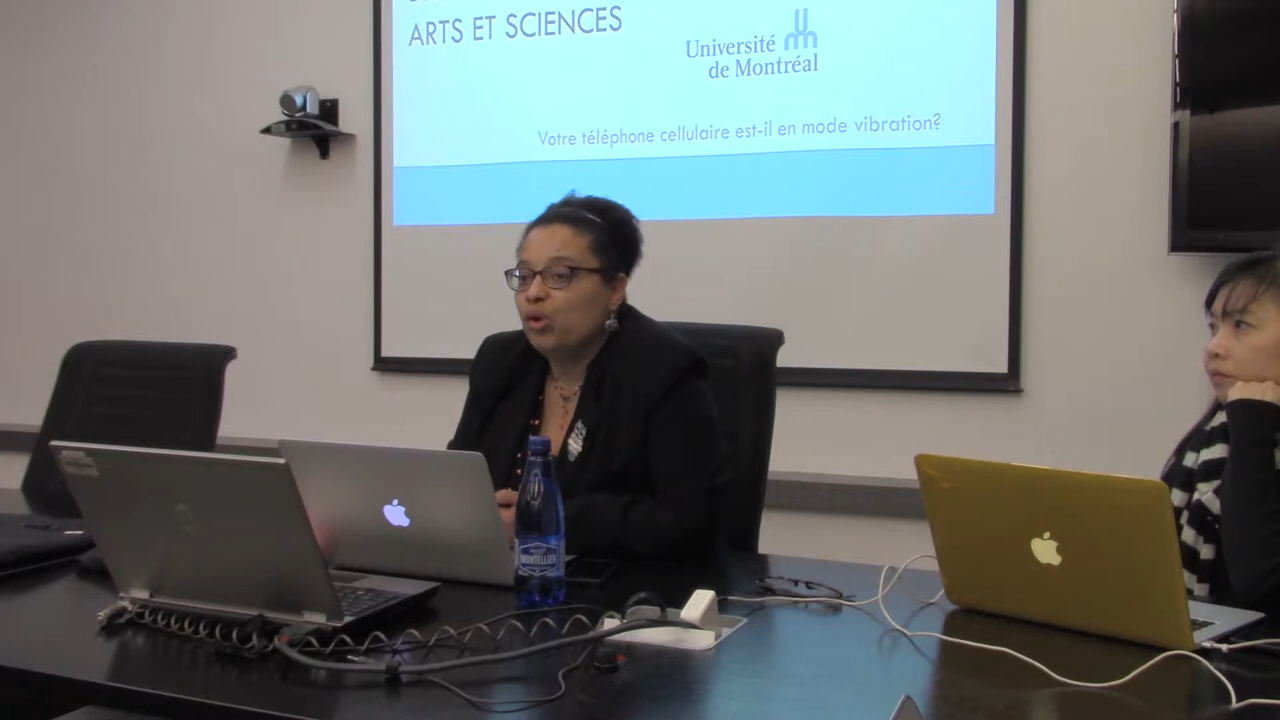 ARTS ET SCIENCES
Université
de Montréal
Votre téléphone cellulaire est-il en mode vibration?
MONTELLIER